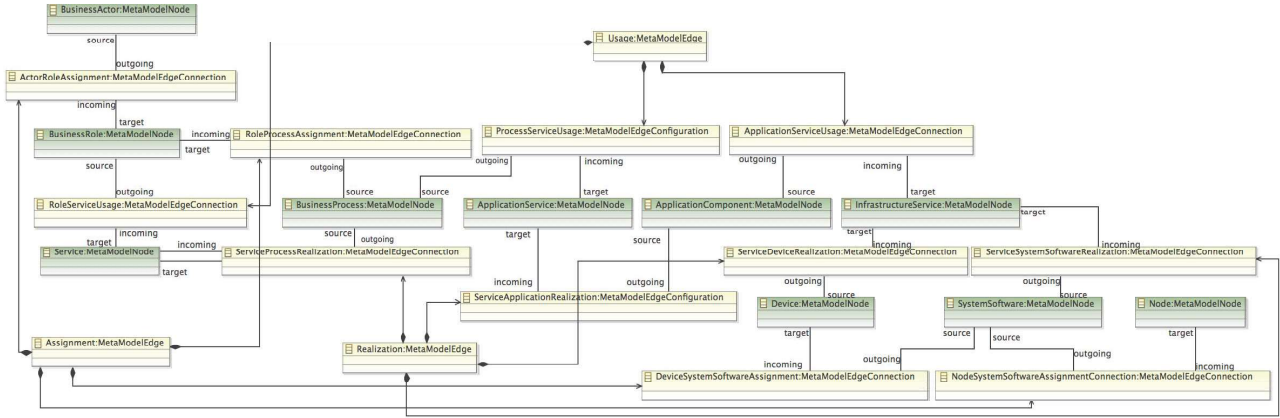 BusinessActor:MetaModelNode
source
Usage:MetaModelEdge
outgoing
ActorRoleAssignment:MetaModelEdgeConnection
incoming
target
BusinessRole:MetaModelNode
incoming
target
RoleProcessAssignment:MetaModelEdgeConnection
ProcessServiceUsage:MetaModelEdgeConfiguration
ApplicationServiceUsage:MetaModelEdgeConnection
source
outgoing
outgoing
incoming
outgoing
incoming
outgoing
source
source
target
source
target
RoleServiceUsage:MetaModelEdgeConnection
BusinessProcess:MetaModelNode
ApplicationService:MetaModelNode
ApplicationComponent:MetaModelNode
InfrastructureService:MetaModelNode
target
incoming
target
source
outgoing
target
source
target
incoming
incoming
incoming
Service:MetaModelNode
target
ServiceProcessRealization:MetaModelEdgeConnection
ServiceDeviceRealization:MetaModelEdgeConnection
ServiceSystemSoftwareRealization:MetaModelEdgeConnection
incoming
outgoing
outgoing
source
outgoing
source
ServiceApplicationRealization:MetaModelEdgeConfiguration
Device:MetaModelNode
SystemSoftware:MetaModelNode
Node:MetaModelNode
target
source
source
target
Assignment:MetaModelEdge
Realization:MetaModelEdge
incoming
outgoing
outgoing
incoming
DeviceSystemSoftwareAssignment:MetaModelEdgeConnection
NodeSystemSoftwareAssignmentConnection:MetaModelEdgeConnection